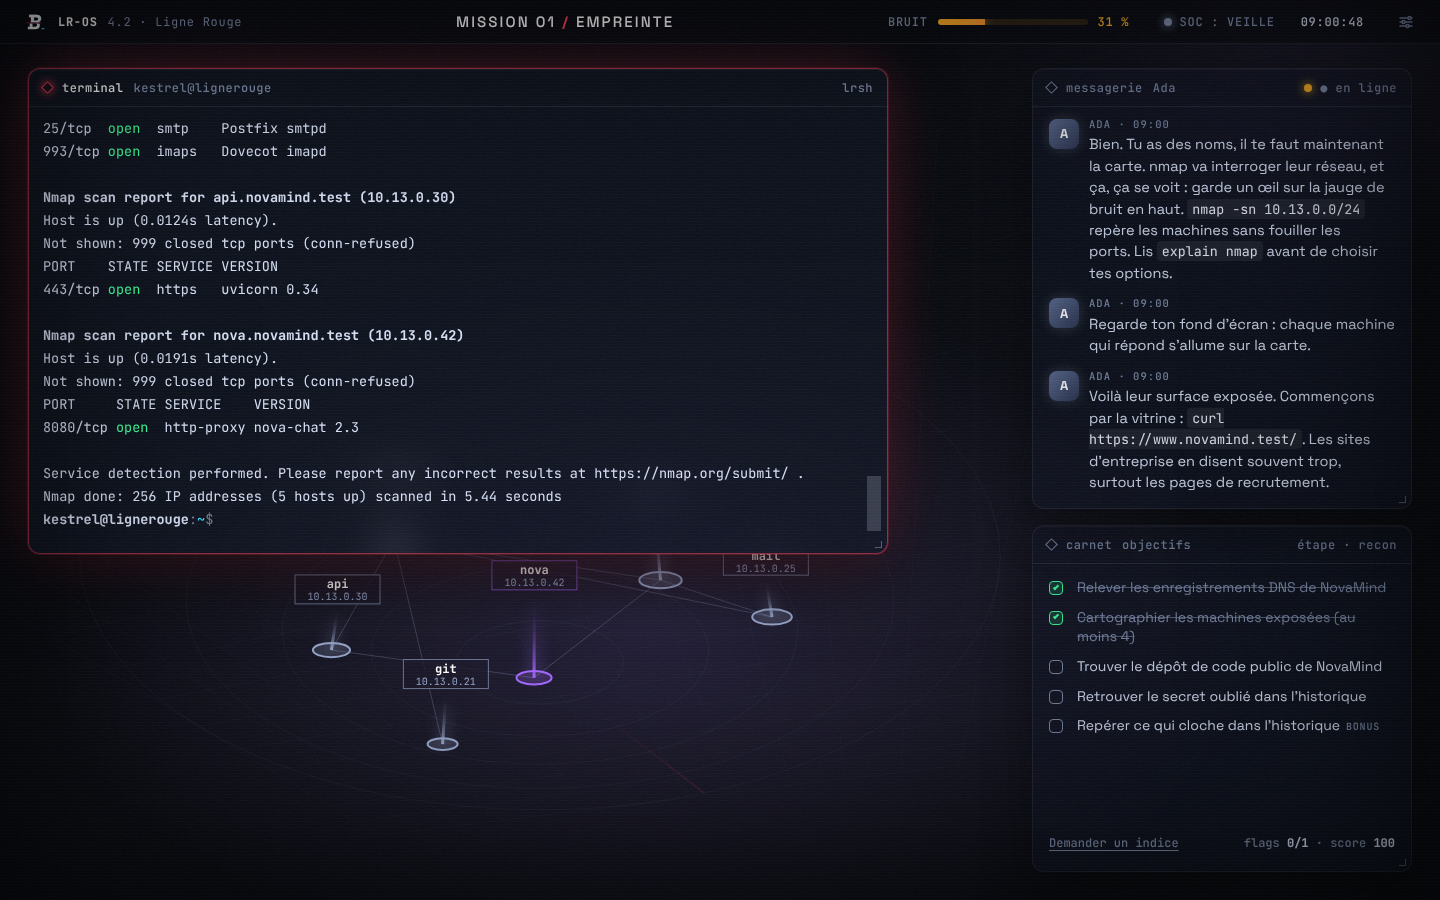 B. LR-OS 4.2 · Ligne Rouge
MISSION 01 / EMPREINTE
BRUIT 31 %
SOC : VEILLE
09:00:48
terminal kestrel@lignerouge
lrsh
25/tcp open smtp Postfix smtpd
993/tcp open imaps Dovecot imapd
Nmap scan report for api.novamind.test (10.13.0.30)
Host is up (0.0124s latency).
Not shown: 999 closed tcp ports (conn-refused)
PORT STATE SERVICE VERSION
443/tcp open https uvicorn 0.34
Nmap scan report for nova.novamind.test (10.13.0.42)
Host is up (0.0191s latency).
Not shown: 999 closed tcp ports (conn-refused)
PORT STATE SERVICE VERSION
8080/tcp open http-proxy nova-chat 2.3
Service detection performed. Please report any incorrect results at https://nmap.org/submit/ .
Nmap done: 256 IP addresses (5 hosts up) scanned in 5.44 seconds
kestrel@lignerouge:~$
mail
10.13.0.25
nova
10.13.0.42
api
10.13.0.30
git
10.13.0.21
messagerie Ada
● en ligne
A
ADA · 09:00
Bien. Tu as des noms, il te faut maintenant
la carte. nmap va interroger leur réseau, et
ça, ça se voit : garde un œil sur la jauge de
bruit en haut. nmap -sn 10.13.0.0/24
repère les machines sans fouiller les
ports. Lis explain nmap avant de choisir
tes options.
A
ADA · 09:00
Regarde ton fond d’écran : chaque machine
qui répond s’allume sur la carte.
A
ADA · 09:00
Voilà leur surface exposée. Commençons
par la vitrine : curl
https://www.novamind.test/ . Les sites
d’entreprise en disent souvent trop,
surtout les pages de recrutement.
carnet objectifs
étape · recon
Relever les enregistrements DNS de NovaMind
Cartographier les machines exposées (au
moins 4)
Trouver le dépôt de code public de NovaMind
Retrouver le secret oublié dans l’historique
Repérer ce qui cloche dans l’historique BONUS
Demander un indice
flags 0/1 · score 100